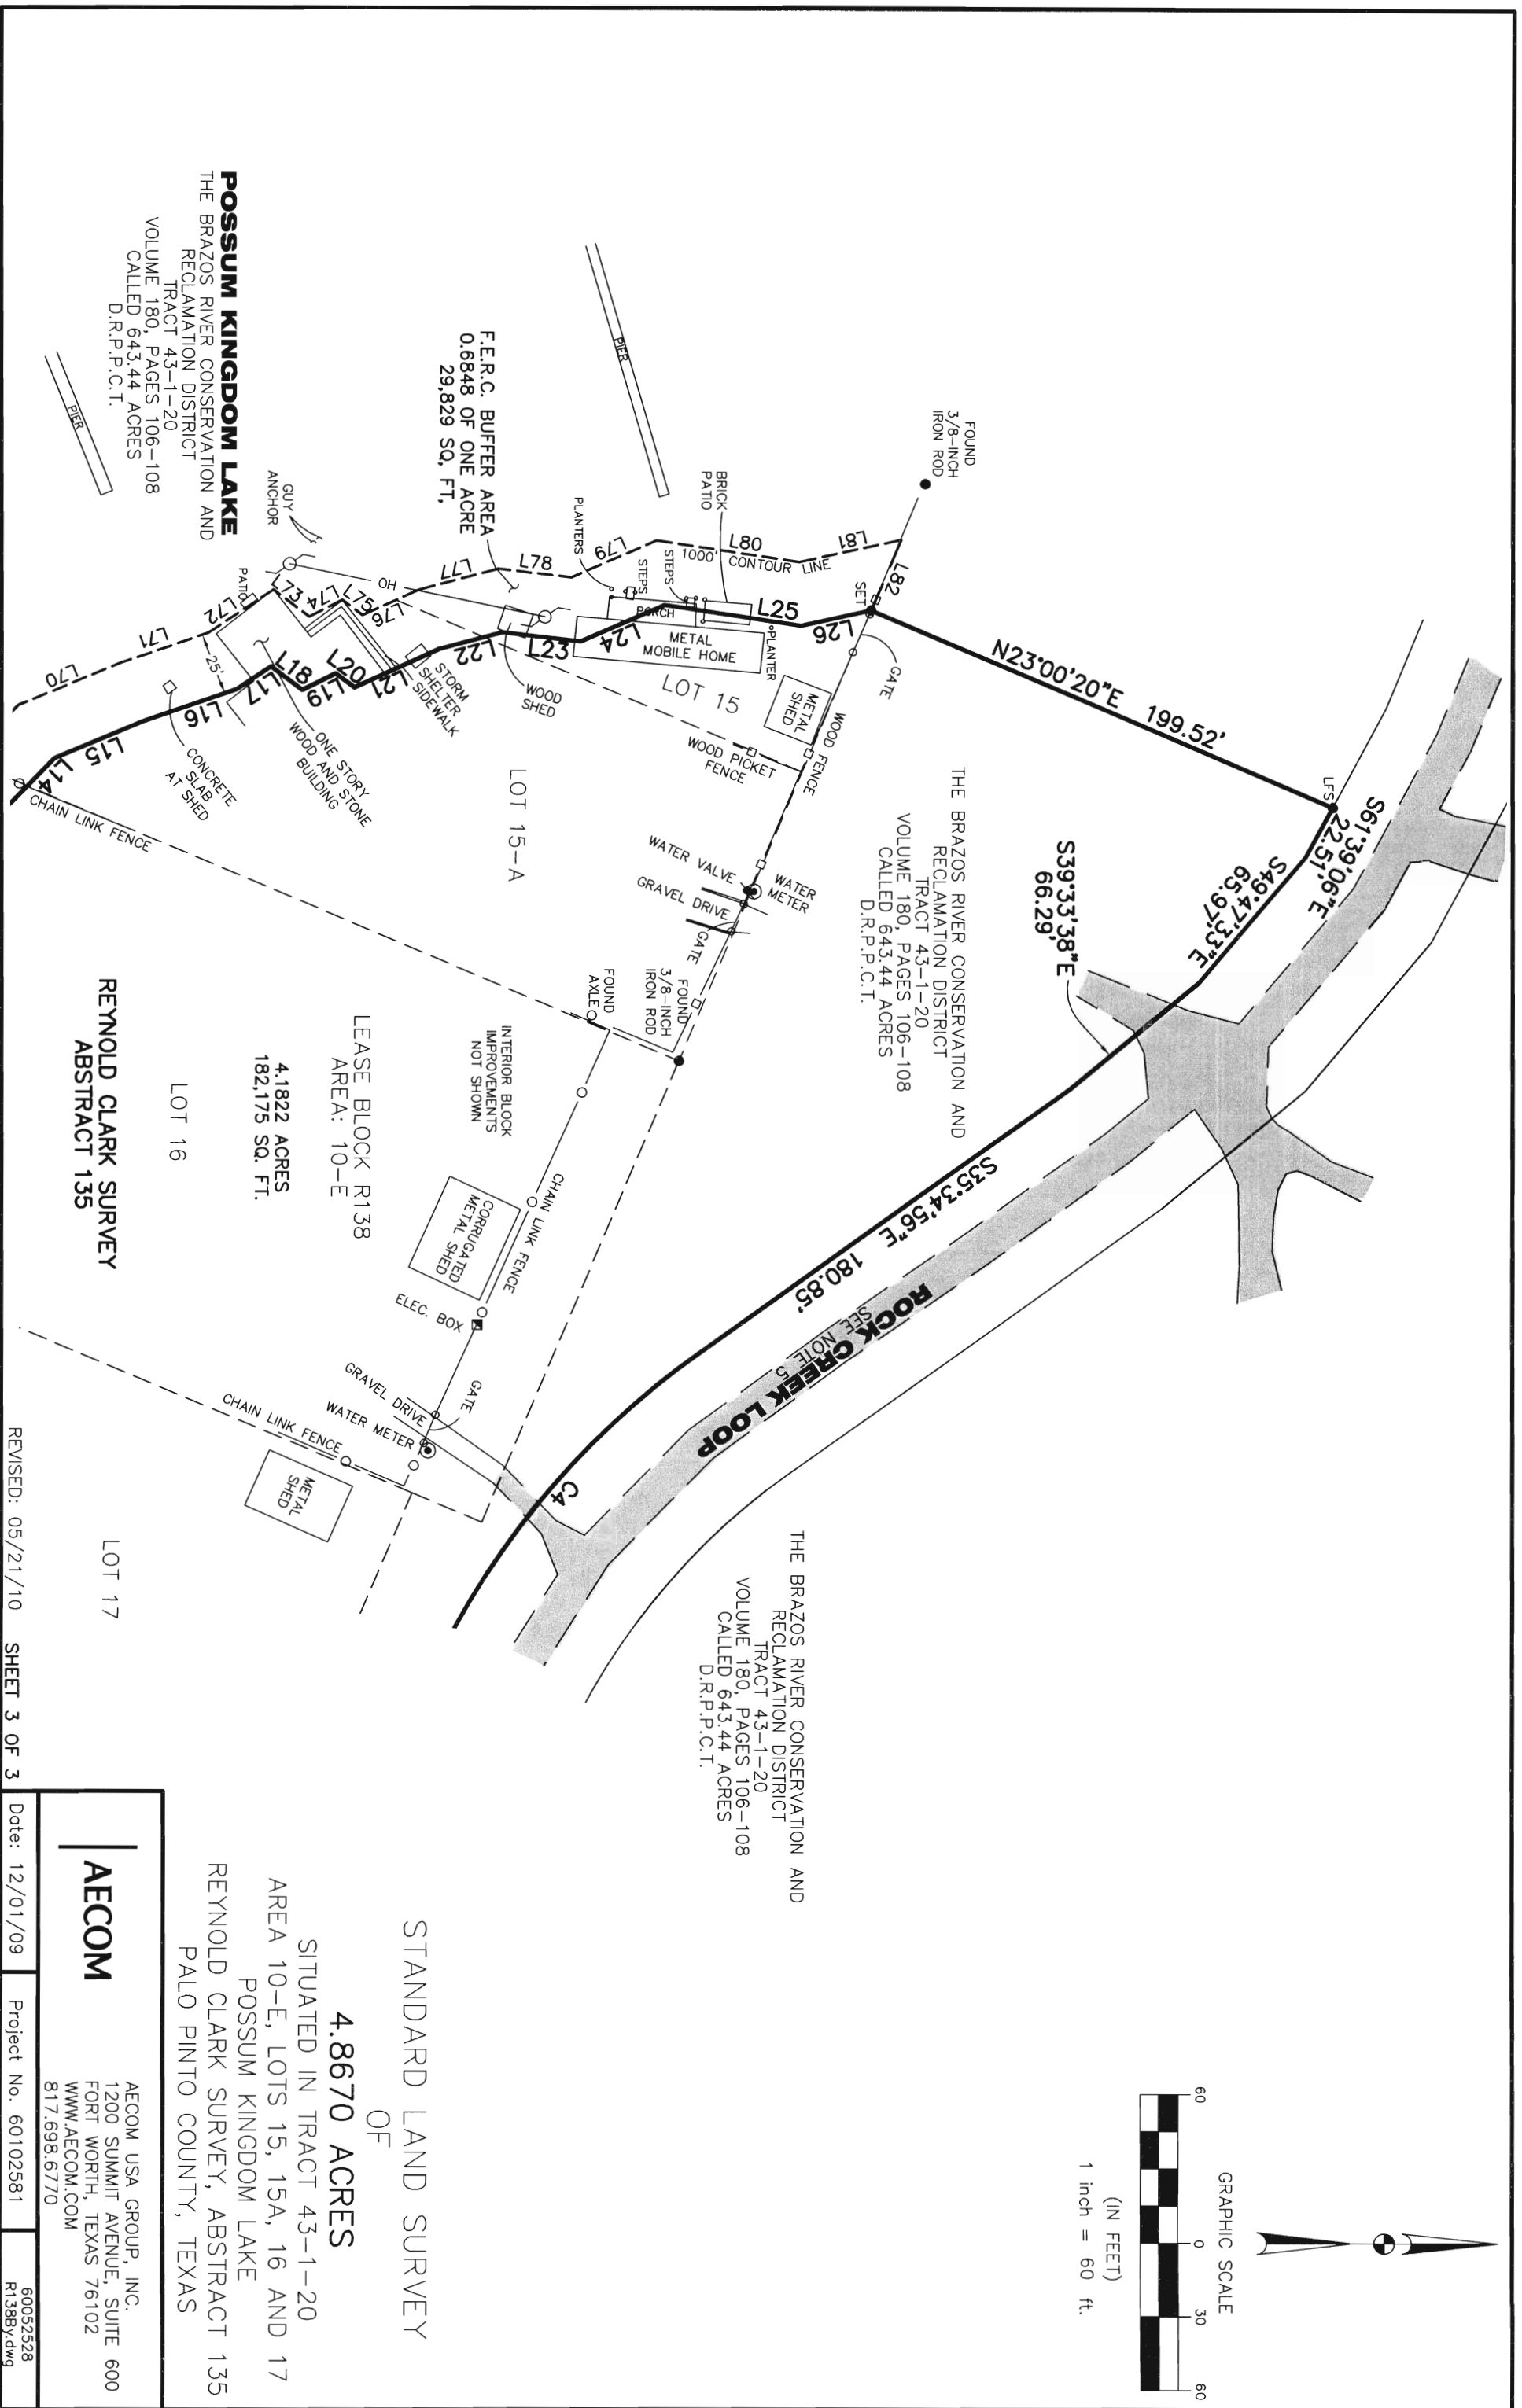 FOUND
3/8-INCH
IRON ROD
N23°00'20"E 199.52'
LFS
S61°39'06"E
22.51'
S49°47'33"E
65.97'
S39°33'38"E
66.29'
S35°34'56"E 180.85'
ROCK CREEK LOOP
SEE NOTE 5
C4
GRAPHIC SCALE
60
0
30
60
(IN FEET)
1 inch = 60 ft.
THE BRAZOS RIVER CONSERVATION AND
RECLAMATION DISTRICT
TRACT 43-1-20
VOLUME 180, PAGES 106-108
CALLED 643.44 ACRES
D.R.P.P.C.T.
THE BRAZOS RIVER CONSERVATION AND
RECLAMATION DISTRICT
TRACT 43-1-20
VOLUME 180, PAGES 106-108
CALLED 643.44 ACRES
D.R.P.P.C.T.
L82
SET
GATE
L81
L80
1000' CONTOUR LINE
L79
L78
L77
L76
L75
L74
L73
L72
L71
L70
L26
L25
L24
L23
L22
L21
L20
L19
L18
L17
L16
L15
L14
25'
BRICK
PATIO
PIER
STEPS
STEPS
PLANTERS
PORCH
METAL
MOBILE HOME
PLANTER
METAL
SHED
WOOD FENCE
LOT 15
WOOD PICKET
FENCE
F.E.R.C. BUFFER AREA
0.6848 OF ONE ACRE
29,829 SQ, FT,
WOOD
SHED
OH
STORM
SHELTER
SIDEWALK
GUY
ANCHOR
PATIO
ONE STORY
WOOD AND STONE
BUILDING
CONCRETE
SLAB
AT SHED
CHAIN LINK FENCE
POSSUM KINGDOM LAKE
THE BRAZOS RIVER CONSERVATION AND
RECLAMATION DISTRICT
TRACT 43-1-20
VOLUME 180, PAGES 106-108
CALLED 643.44 ACRES
D.R.P.P.C.T.
PIER
LOT 15-A
WATER VALVE
WATER
METER
GRAVEL DRIVE
GATE
FOUND
3/8-INCH
IRON ROD
FOUND
AXLE
INTERIOR BLOCK
IMPROVEMENTS
NOT SHOWN
LEASE BLOCK R138
AREA: 10-E
4.1822 ACRES
182,175 SQ. FT.
LOT 16
REYNOLD CLARK SURVEY
ABSTRACT 135
CHAIN LINK FENCE
CORRUGATED
METAL SHED
ELEC. BOX
GATE
GRAVEL DRIVE
WATER METER
CHAIN LINK FENCE
METAL
SHED
LOT 17
STANDARD LAND SURVEY
OF
4.8670 ACRES
SITUATED IN TRACT 43-1-20
AREA 10-E, LOTS 15, 15A, 16 AND 17
POSSUM KINGDOM LAKE
REYNOLD CLARK SURVEY, ABSTRACT 135
PALO PINTO COUNTY, TEXAS
AECOM
AECOM USA GROUP, INC.
1200 SUMMIT AVENUE, SUITE 600
FORT WORTH, TEXAS 76102
WWW.AECOM.COM
817.698.6770
REVISED: 05/21/10 SHEET 3 OF 3
Date: 12/01/09
Project No. 60102581
60052528
R138By.dwg